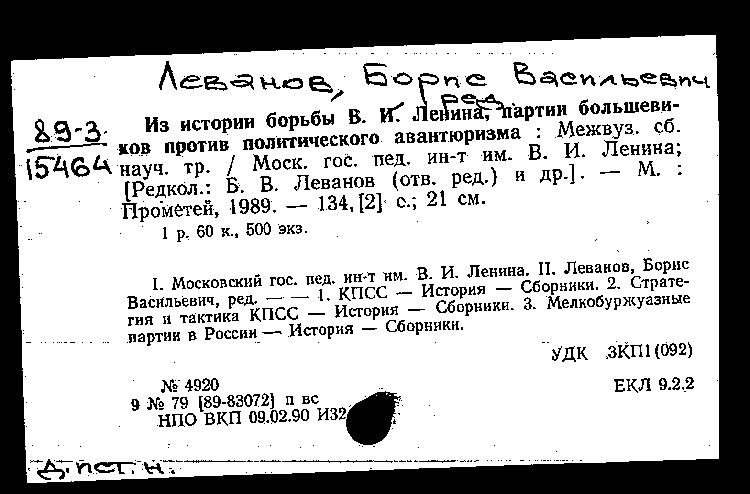 Леванов, Борис Васильевич
ред.
89-3
15464
Из истории борьбы В. И. Ленина, партии большеви-
ков против политического авантюризма : Межвуз. сб.
науч. тр. / Моск. гос. пед. ин-т им. В. И. Ленина;
[Редкол.: Б. В. Леванов (отв. ред.) и др.]. — М. :
Прометей, 1989. — 134, [2] с.; 21 см.
1 р. 60 к., 500 экз.
I. Московский гос. пед. ин-т им. В. И. Ленина. II. Леванов, Борис
Васильевич, ред. — — 1. КПСС — История — Сборники. 2. Страте-
гия и тактика КПСС — История — Сборники. 3. Мелкобуржуазные
партии в России — История — Сборники.
УДК 3КП1(092)
№ 4920
ЕКЛ 9.2.2
9 № 79 [89-83072] п вс
НПО ВКП 09.02.90 И32
Д.ист.н.